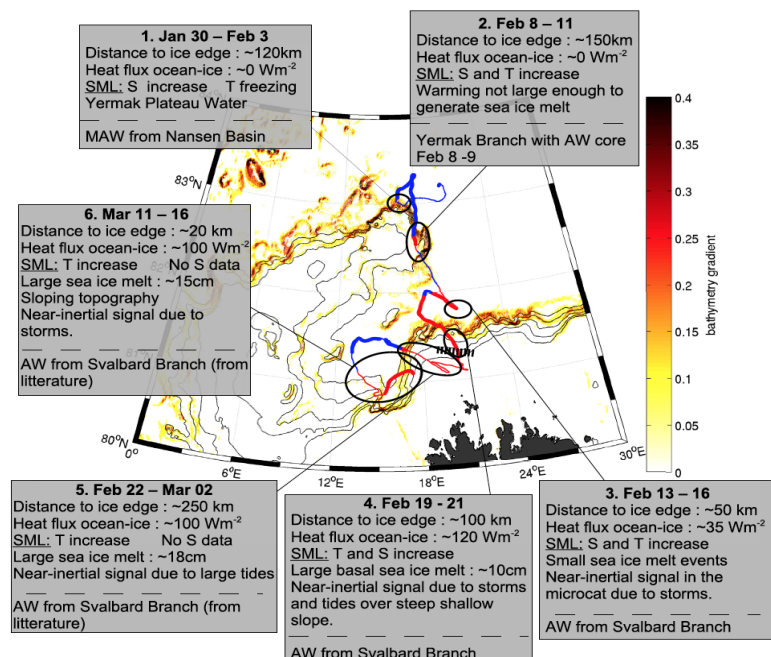 1. Jan 30 – Feb 3
Distance to ice edge : ~120km
Heat flux ocean-ice : ~0 Wm-2
SML: S increase T freezing
Yermak Plateau Water
MAW from Nansen Basin
2. Feb 8 – 11
Distance to ice edge : ~150km
Heat flux ocean-ice : ~0 Wm-2
SML: S and T increase
Warming not large enough to
generate sea ice melt
Yermak Branch with AW core
Feb 8 -9
6. Mar 11 – 16
Distance to ice edge : ~20 km
Heat flux ocean-ice : ~100 Wm-2
SML: T increase No S data
Large sea ice melt : ~15cm
Sloping topography
Near-inertial signal due to
storms.
AW from Svalbard Branch (from
litterature)
83°N
82°N
81°N
80°N
0°
6°E
12°E
18°E
24°E
30°E
0.4
0.35
0.3
0.25
0.2
0.15
0.1
0.05
0
bathymetry gradient
5. Feb 22 – Mar 02
Distance to ice edge : ~250 km
Heat flux ocean-ice : ~100 Wm-2
SML: T increase No S data
Large sea ice melt : ~18cm
Near-inertial signal due to large tides
AW from Svalbard Branch (from
litterature)
4. Feb 19 - 21
Distance to ice edge : ~100 km
Heat flux ocean-ice : ~120 Wm-2
SML: T and S increase
Large basal sea ice melt : ~10cm
Near-inertial signal due to storms
and tides over steep shallow
slope.
AW from Svalbard Branch
3. Feb 13 – 16
Distance to ice edge : ~50 km
Heat flux ocean-ice : ~35 Wm-2
SML: S and T increase
Small sea ice melt events
Near-inertial signal in the
microcat due to storms.
AW from Svalbard Branch